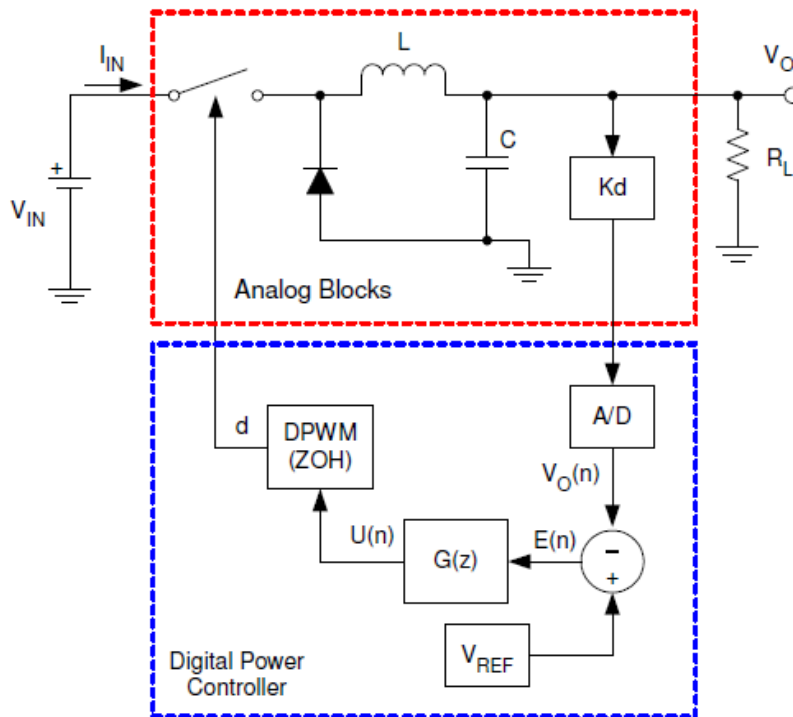 I_IN
L
V_O
+
V_IN
C
Kd
R_L
Analog Blocks
d
DPWM
(ZOH)
A/D
V_O(n)
U(n)
G(z)
E(n)
-
+
V_REF
Digital Power
Controller